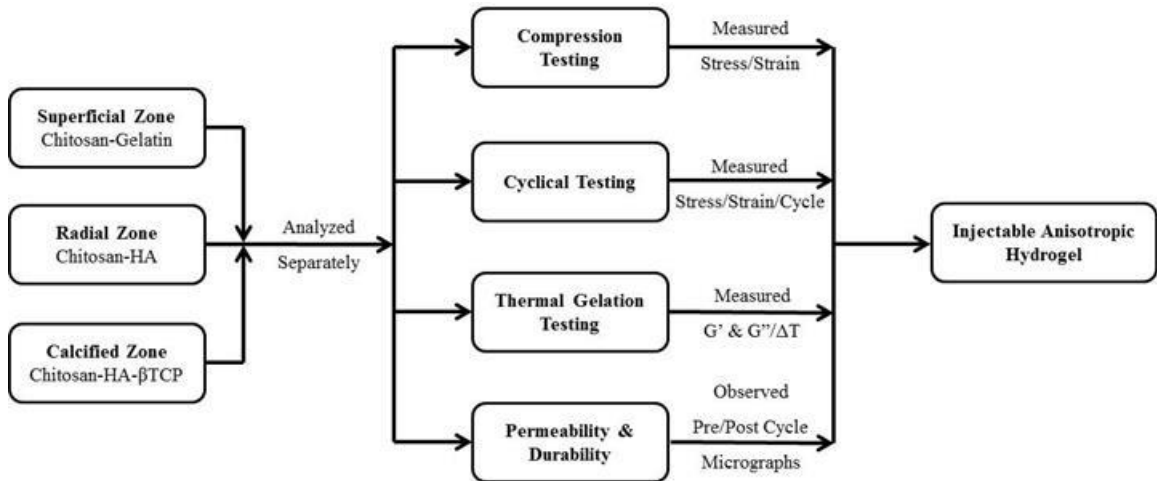 Superficial Zone
Chitosan-Gelatin
Radial Zone
Chitosan-HA
Calcified Zone
Chitosan-HA-βTCP
Analyzed
Separately
Compression
Testing
Measured
Stress/Strain
Cyclical Testing
Measured
Stress/Strain/Cycle
Thermal Gelation
Testing
Measured
G’ & G”/ΔT
Permeability &
Durability
Observed
Pre/Post Cycle
Micrographs
Injectable Anisotropic
Hydrogel